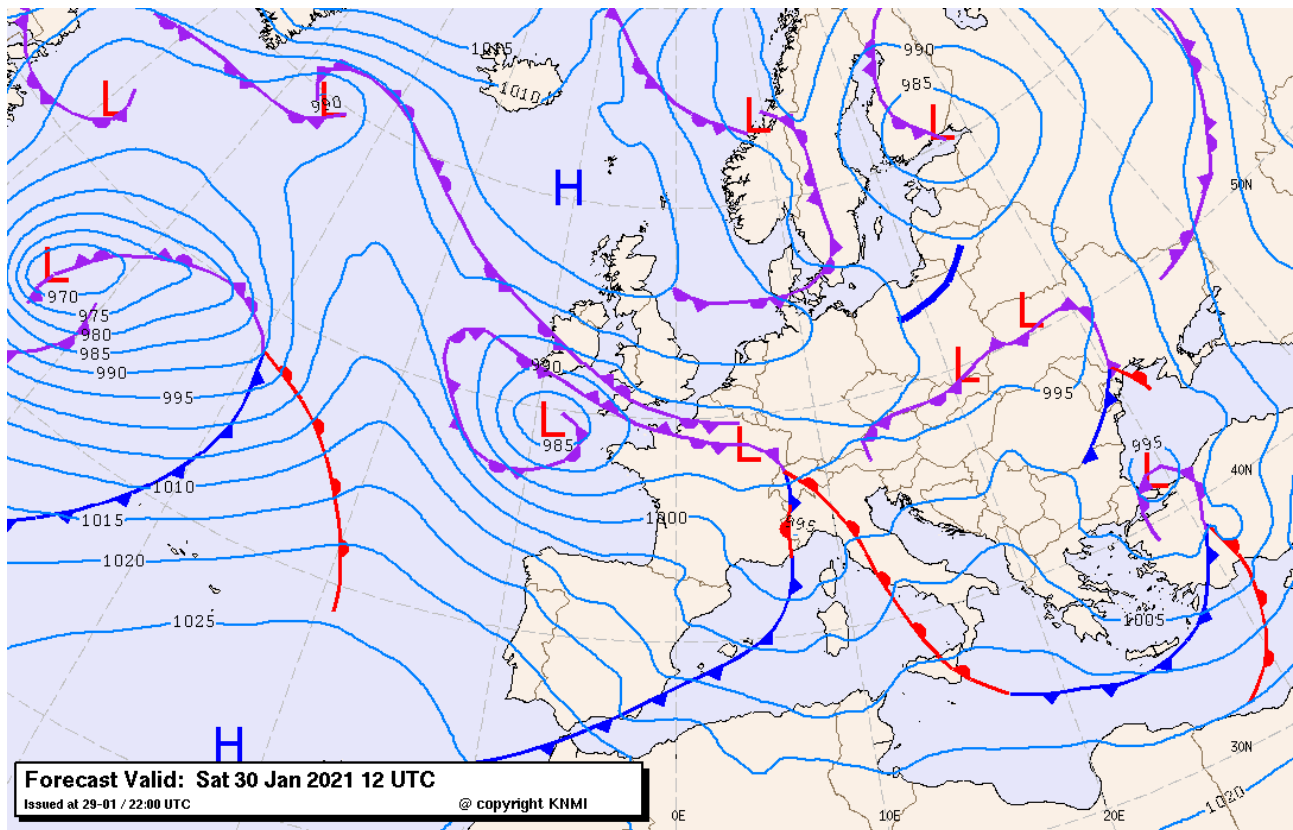 1015
990
L
L
990
985
1010
L
L
50N
H
L
970
975
980
985
990
995
L
L
990
995
L
985
L
995
L
40N
1010
1015
1000
995
1020
1025
1005
H
30N
Forecast Valid: Sat 30 Jan 2021 12 UTC
Issued at 29-01 / 22:00 UTC @ copyright KNMI
0E
10E
20E
1020